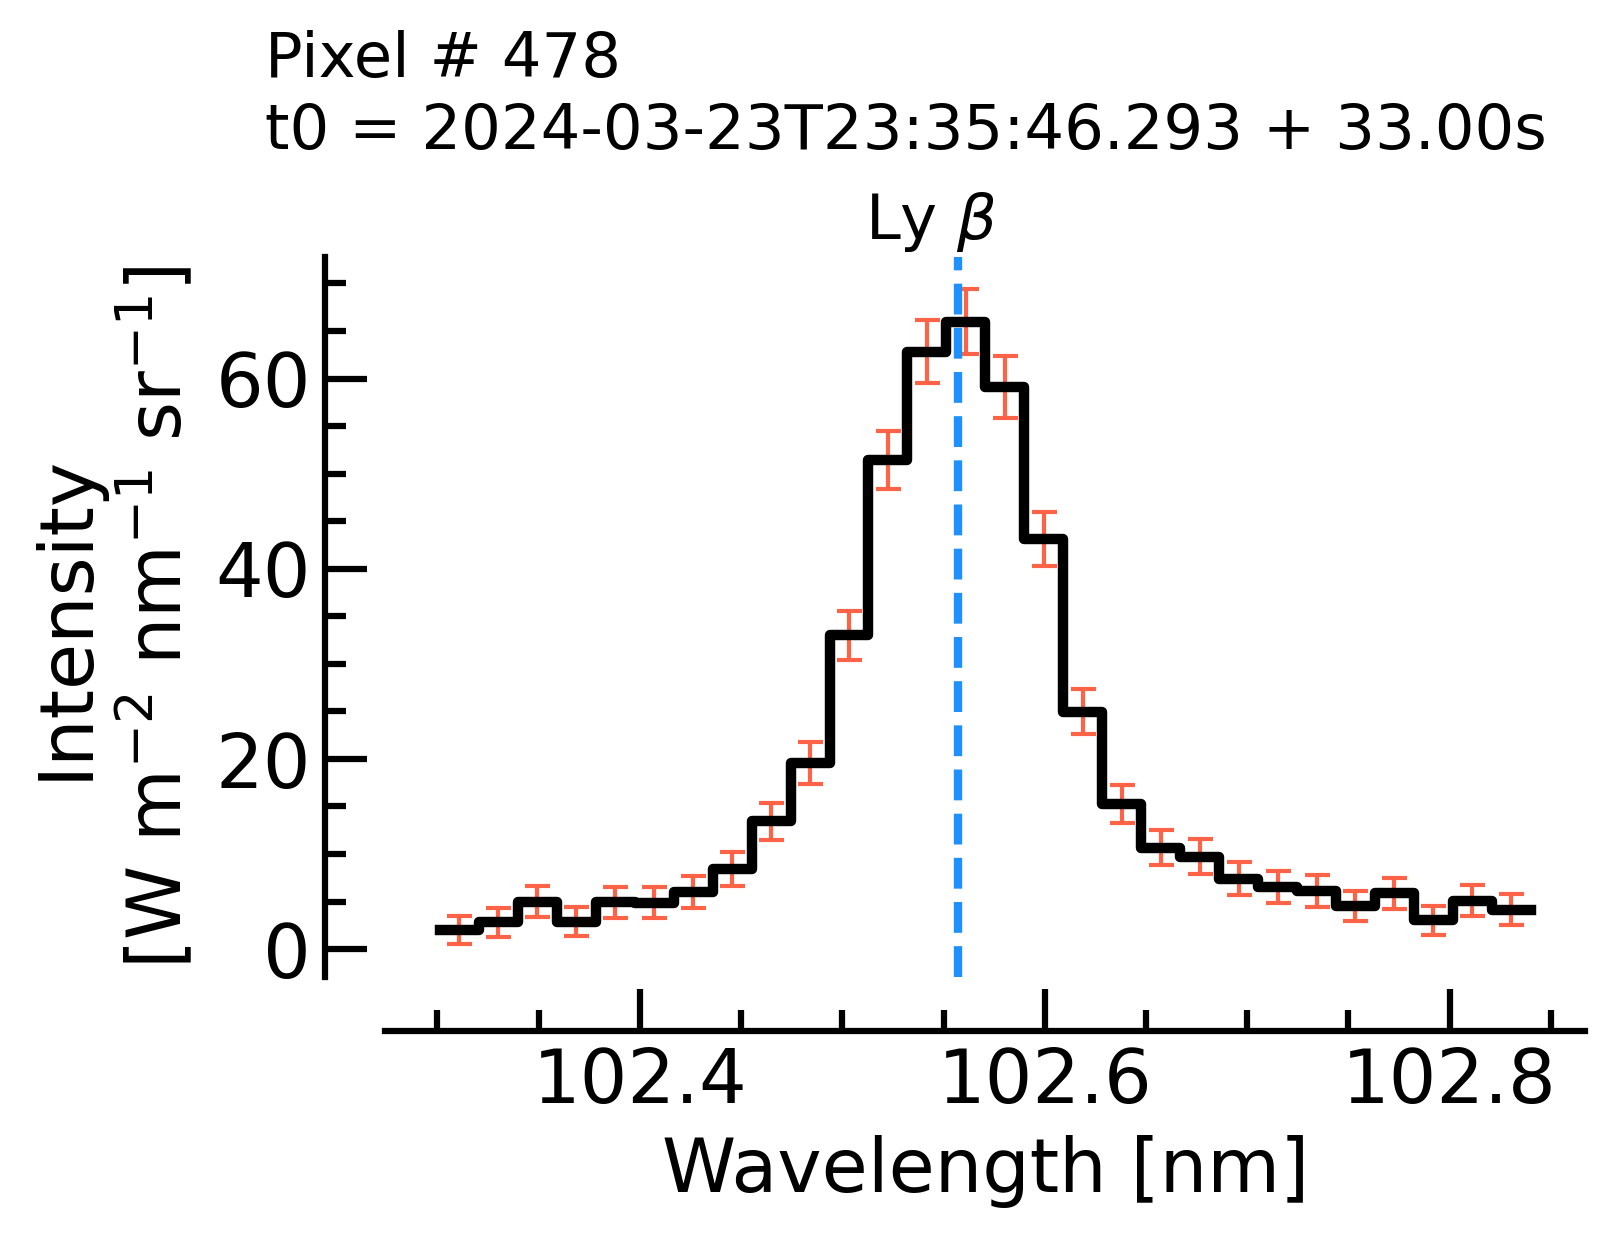 Pixel # 478
t0 = 2024-03-23T23:35:46.293 + 33.00s
Ly β
Intensity
[W m⁻² nm⁻¹ sr⁻¹]
60
40
20
0
102.4 102.6 102.8
Wavelength [nm]